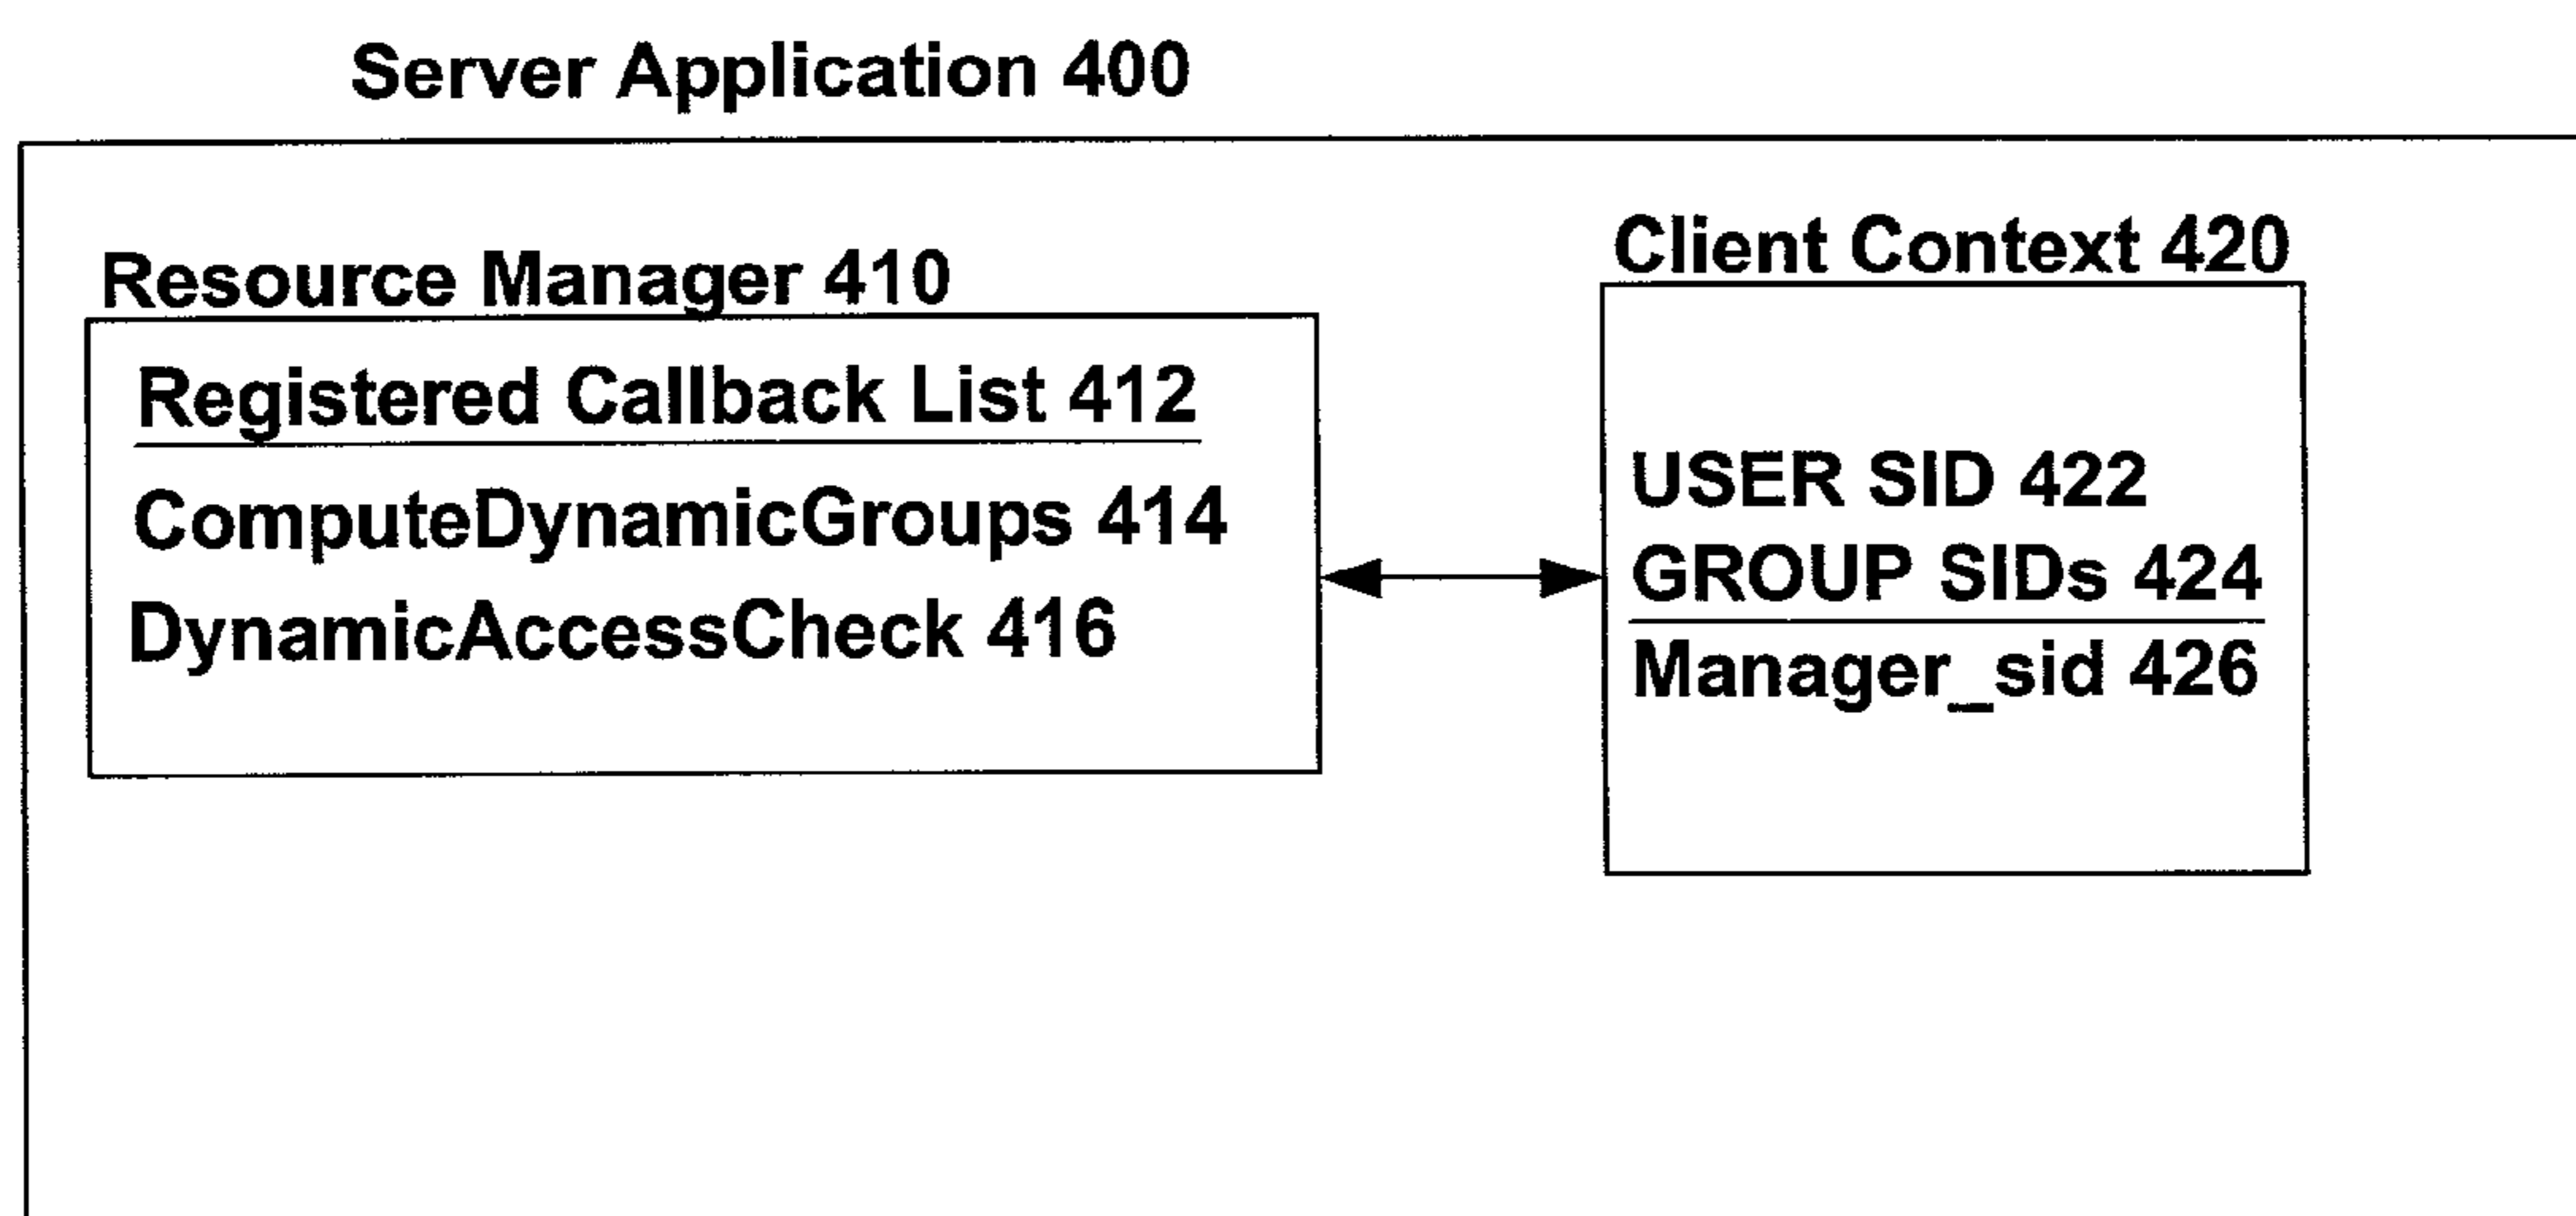 Server Application 400
Resource Manager 410
Registered Callback List 412
ComputeDynamicGroups 414
DynamicAccessCheck 416
Client Context 420
USER SID 422
GROUP SIDs 424
Manager_sid 426